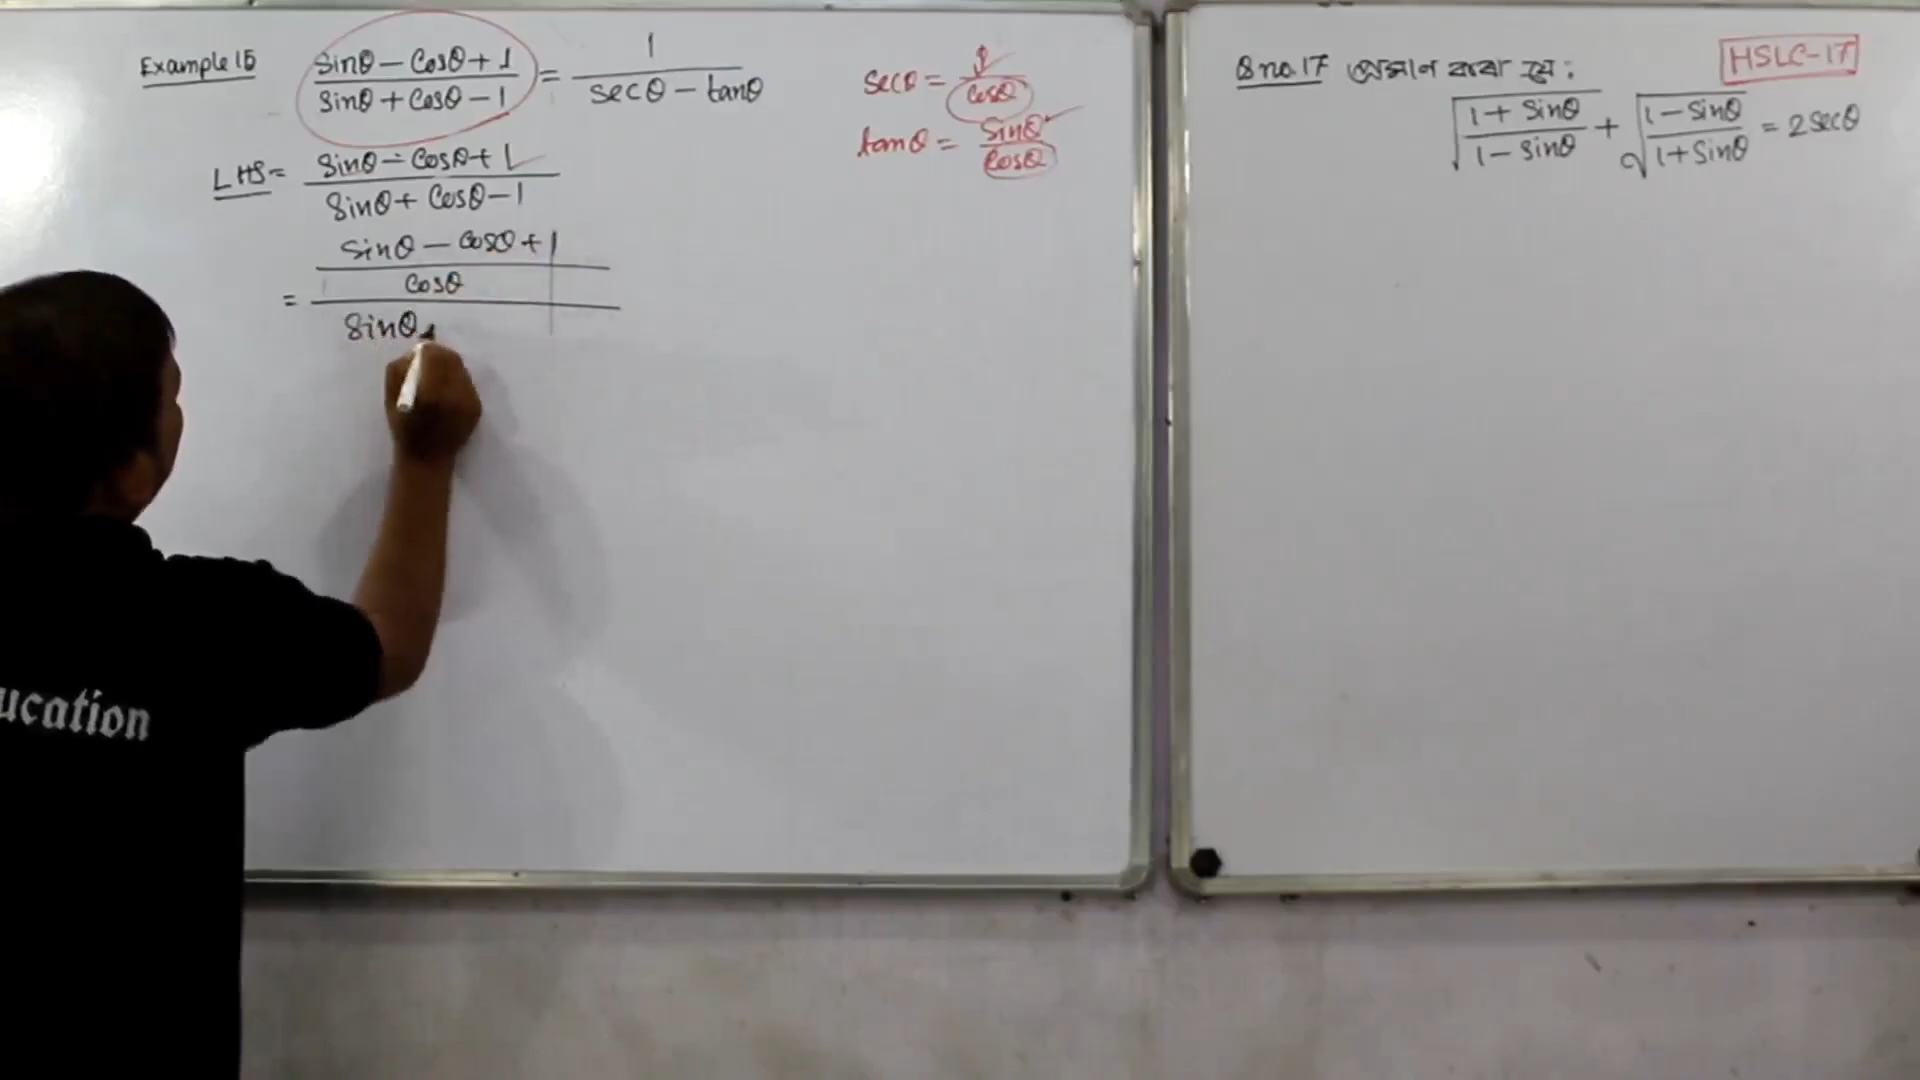 Example 15
sinθ - cosθ + 1 / sinθ + cosθ - 1 = 1 / secθ - tanθ
LHS = sinθ - cosθ + 1 / sinθ + cosθ - 1
sinθ - cosθ + 1
cosθ
=
sinθ
secθ = 1 / cosθ
tanθ = sinθ / cosθ
Q no. 17
HSLC-17
√(1 + sinθ / 1 - sinθ) + √(1 - sinθ / 1 + sinθ) = 2 secθ
ucation